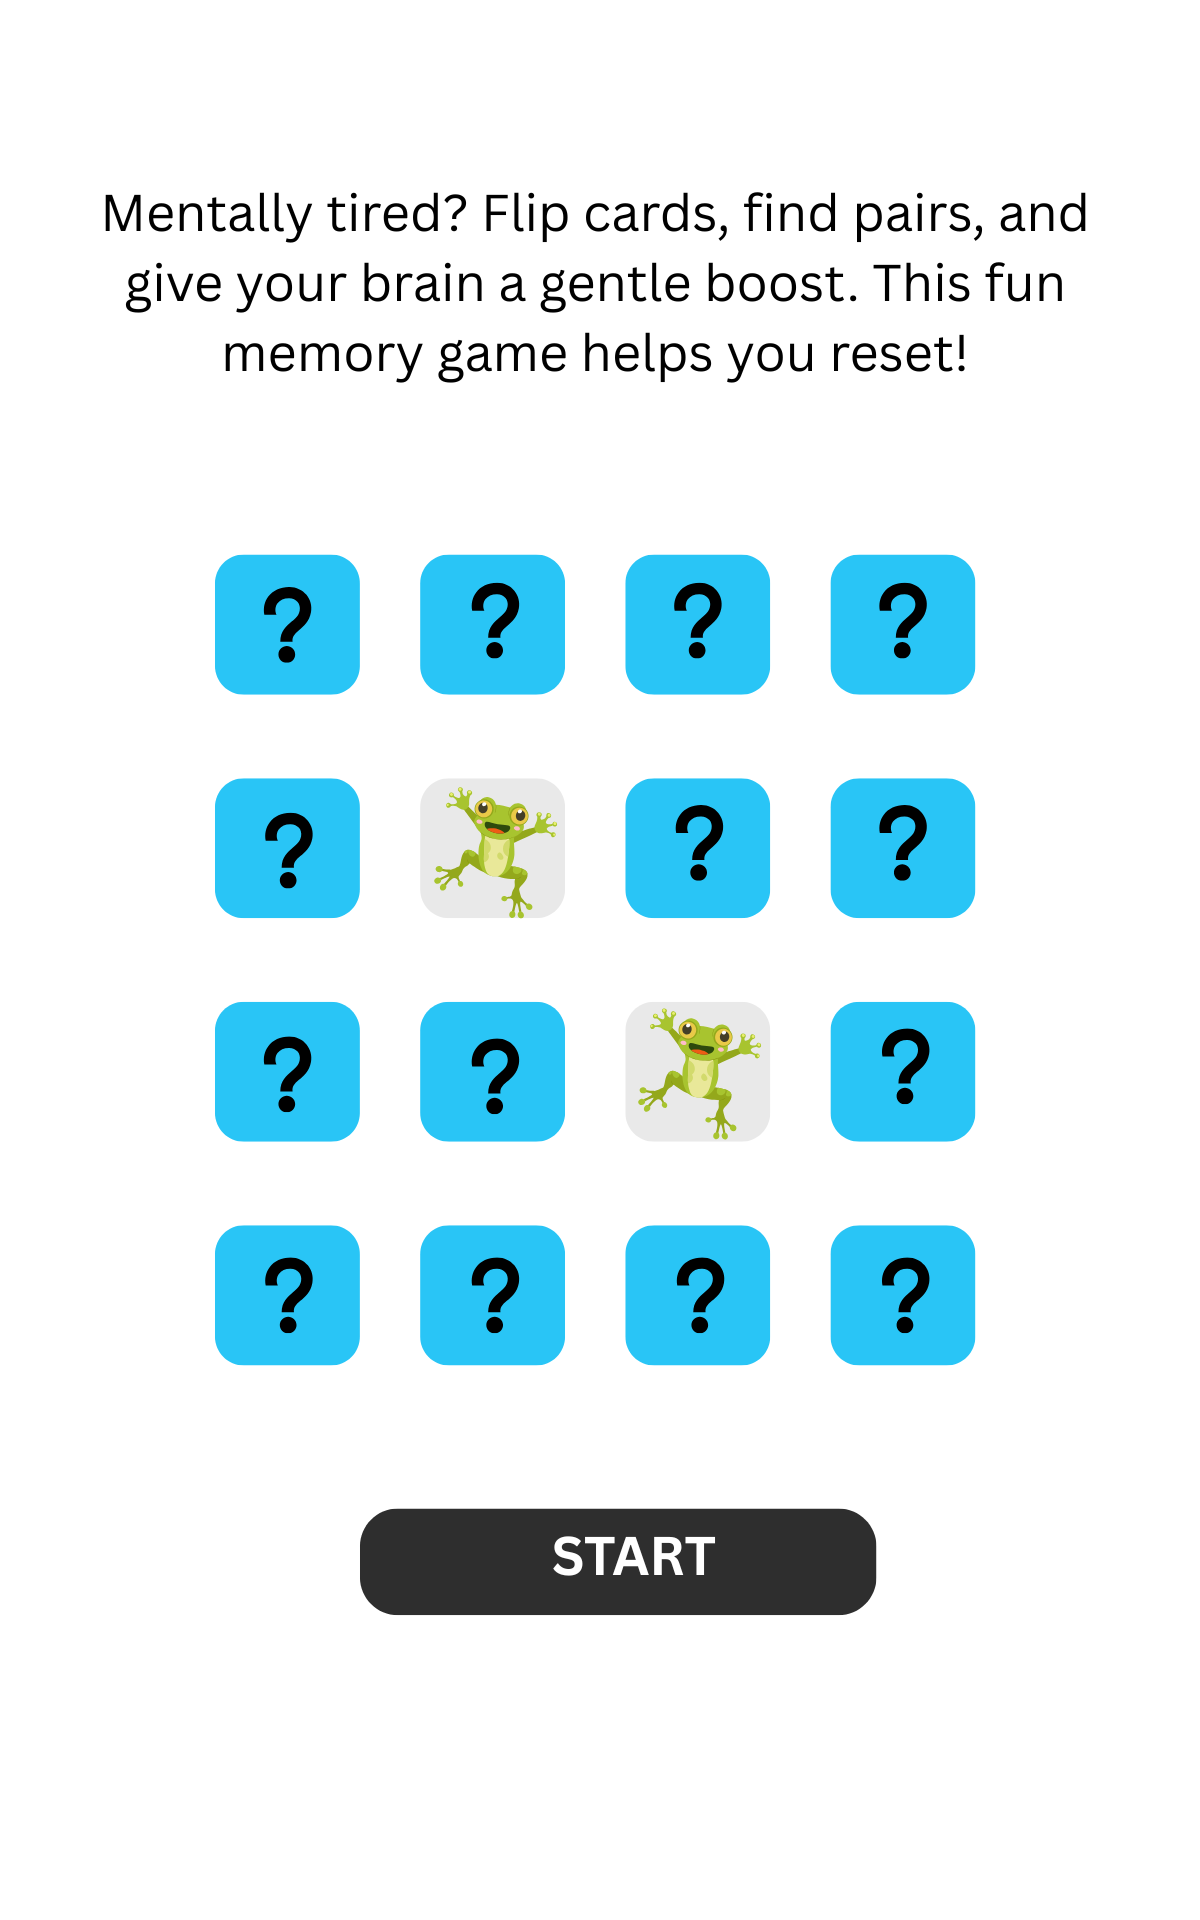 Mentally tired? Flip cards, find pairs, and
give your brain a gentle boost. This fun
memory game helps you reset!
? ? ? ?
? ? ?
? ? ?
? ? ? ?
START